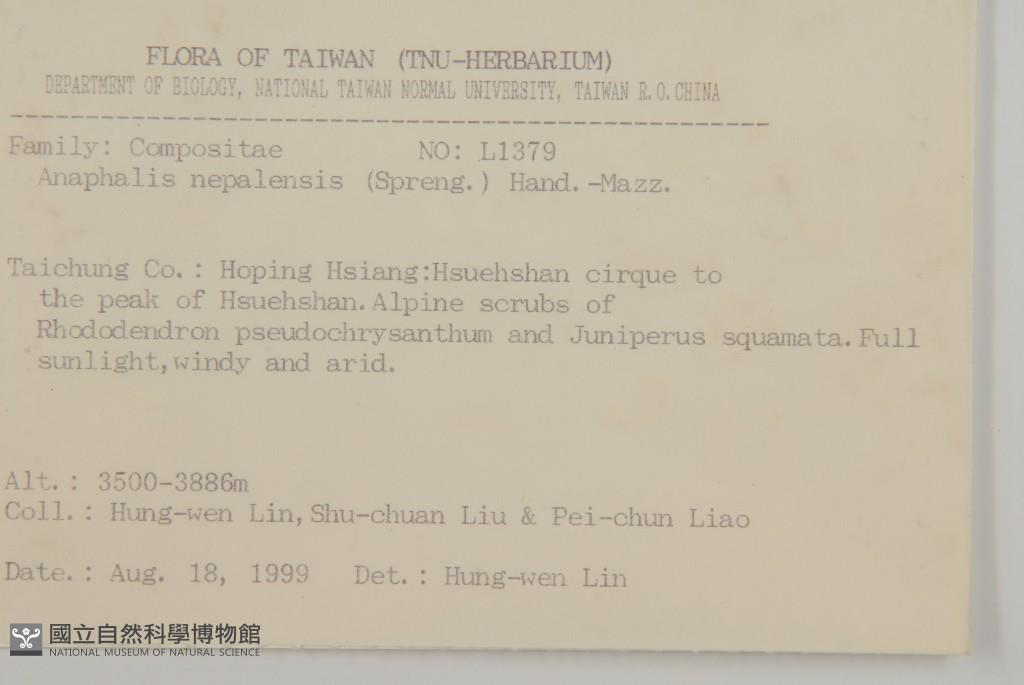 FLORA OF TAIWAN (TNU-HERBARIUM)
DEPARTMENT OF BIOLOGY, NATIONAL TAIWAN NORMAL UNIVERSITY, TAIWAN R.O.CHINA
Family: Compositae NO: L1379
Anaphalis nepalensis (Spreng.) Hand.-Mazz.
Taichung Co.: Hoping Hsiang:Hsuehshan cirque to
the peak of Hsuehshan.Alpine scrubs of
Rhododendron pseudochrysanthum and Juniperus squamata.Full
sunlight,windy and arid.
Alt.: 3500-3886m
Coll.: Hung-wen Lin,Shu-chuan Liu & Pei-chun Liao
Date.: Aug. 18, 1999 Det.: Hung-wen Lin
國立自然科學博物館
NATIONAL MUSEUM OF NATURAL SCIENCE